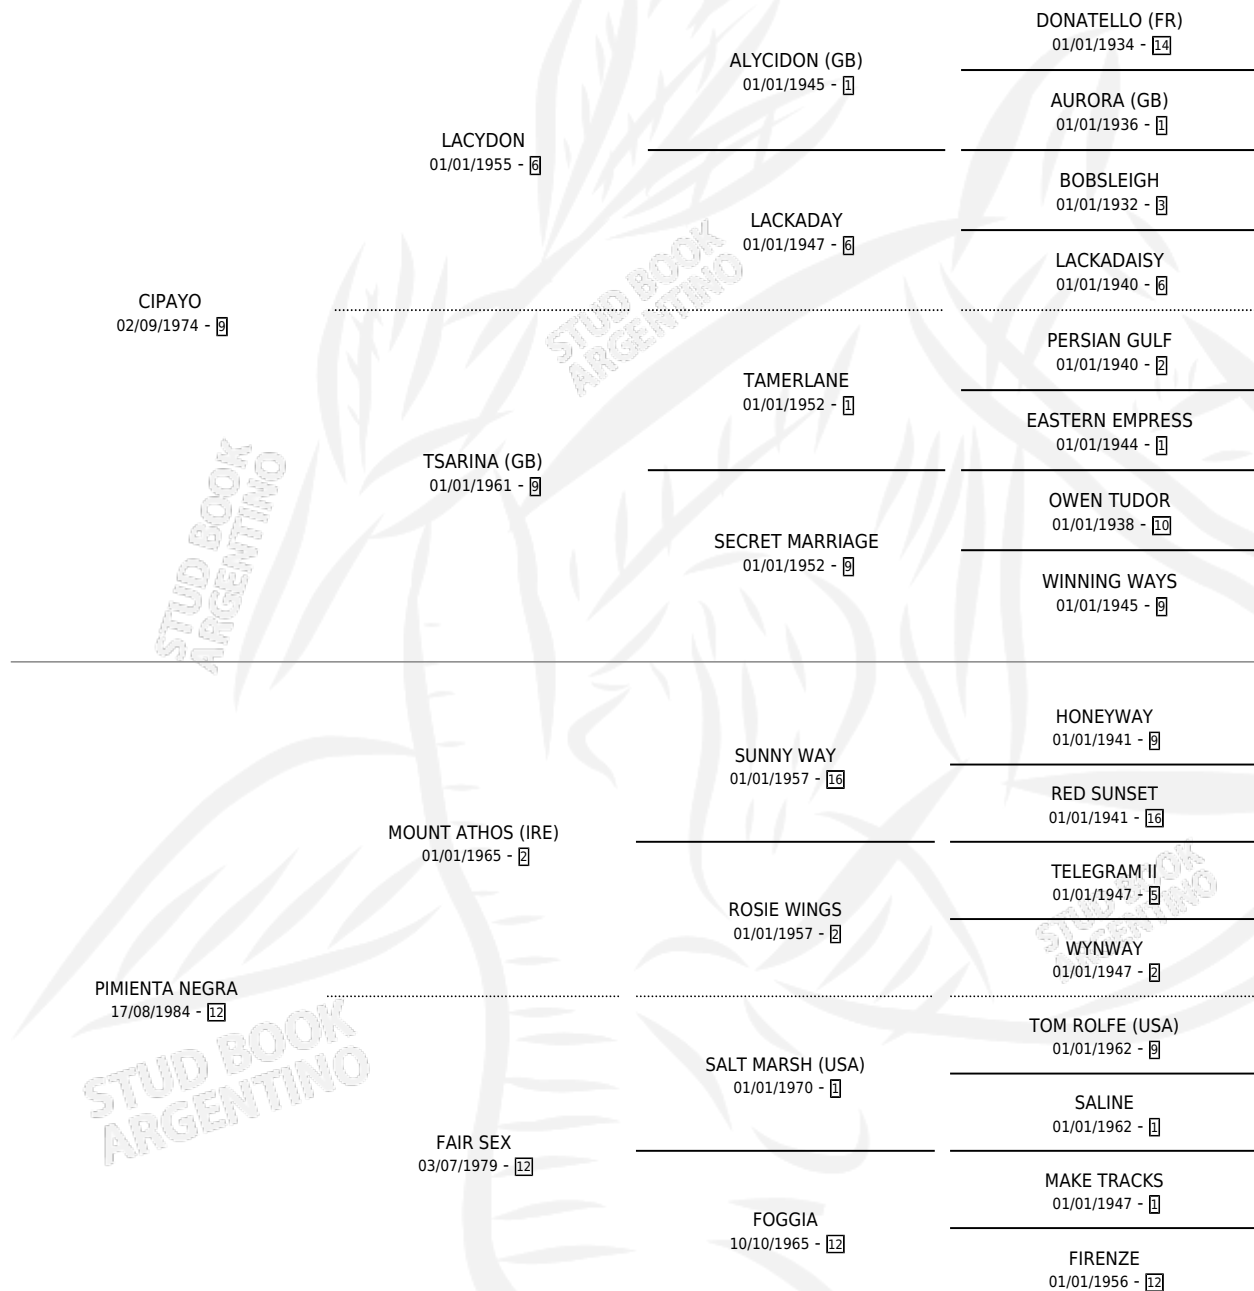 DONATELLO (FR)
01/01/1934 - 14
ALYCIDON (GB)
01/01/1945 - 1
AURORA (GB)
01/01/1936 - 1
LACYDON
01/01/1955 - 6
BOBSLEIGH
01/01/1932 - 3
LACKADAY
01/01/1947 - 6
LACKADAISY
01/01/1940 - 6
CIPAYO
02/09/1974 - 9
STUD BOOK
ARGENTINO
PERSIAN GULF
01/01/1940 - 2
TAMERLANE
01/01/1952 - 1
EASTERN EMPRESS
01/01/1944 - 1
TSARINA (GB)
01/01/1961 - 9
OWEN TUDOR
01/01/1938 - 10
SECRET MARRIAGE
01/01/1952 - 9
WINNING WAYS
01/01/1945 - 9
STUD BOOK
ARGENTINO
HONEYWAY
01/01/1941 - 9
SUNNY WAY
01/01/1957 - 16
RED SUNSET
01/01/1941 - 16
MOUNT ATHOS (IRE)
01/01/1965 - 2
TELEGRAM II
01/01/1947 - 5
ROSIE WINGS
01/01/1957 - 2
WYNWAY
01/01/1947 - 2
STUD BOOK
ARGENTINO
PIMIENTA NEGRA
17/08/1984 - 12
TOM ROLFE (USA)
01/01/1962 - 9
SALT MARSH (USA)
01/01/1970 - 1
SALINE
01/01/1962 - 1
STUD BOOK
ARGENTINO
FAIR SEX
03/07/1979 - 12
MAKE TRACKS
01/01/1947 - 1
FOGGIA
10/10/1965 - 12
FIRENZE
01/01/1956 - 12